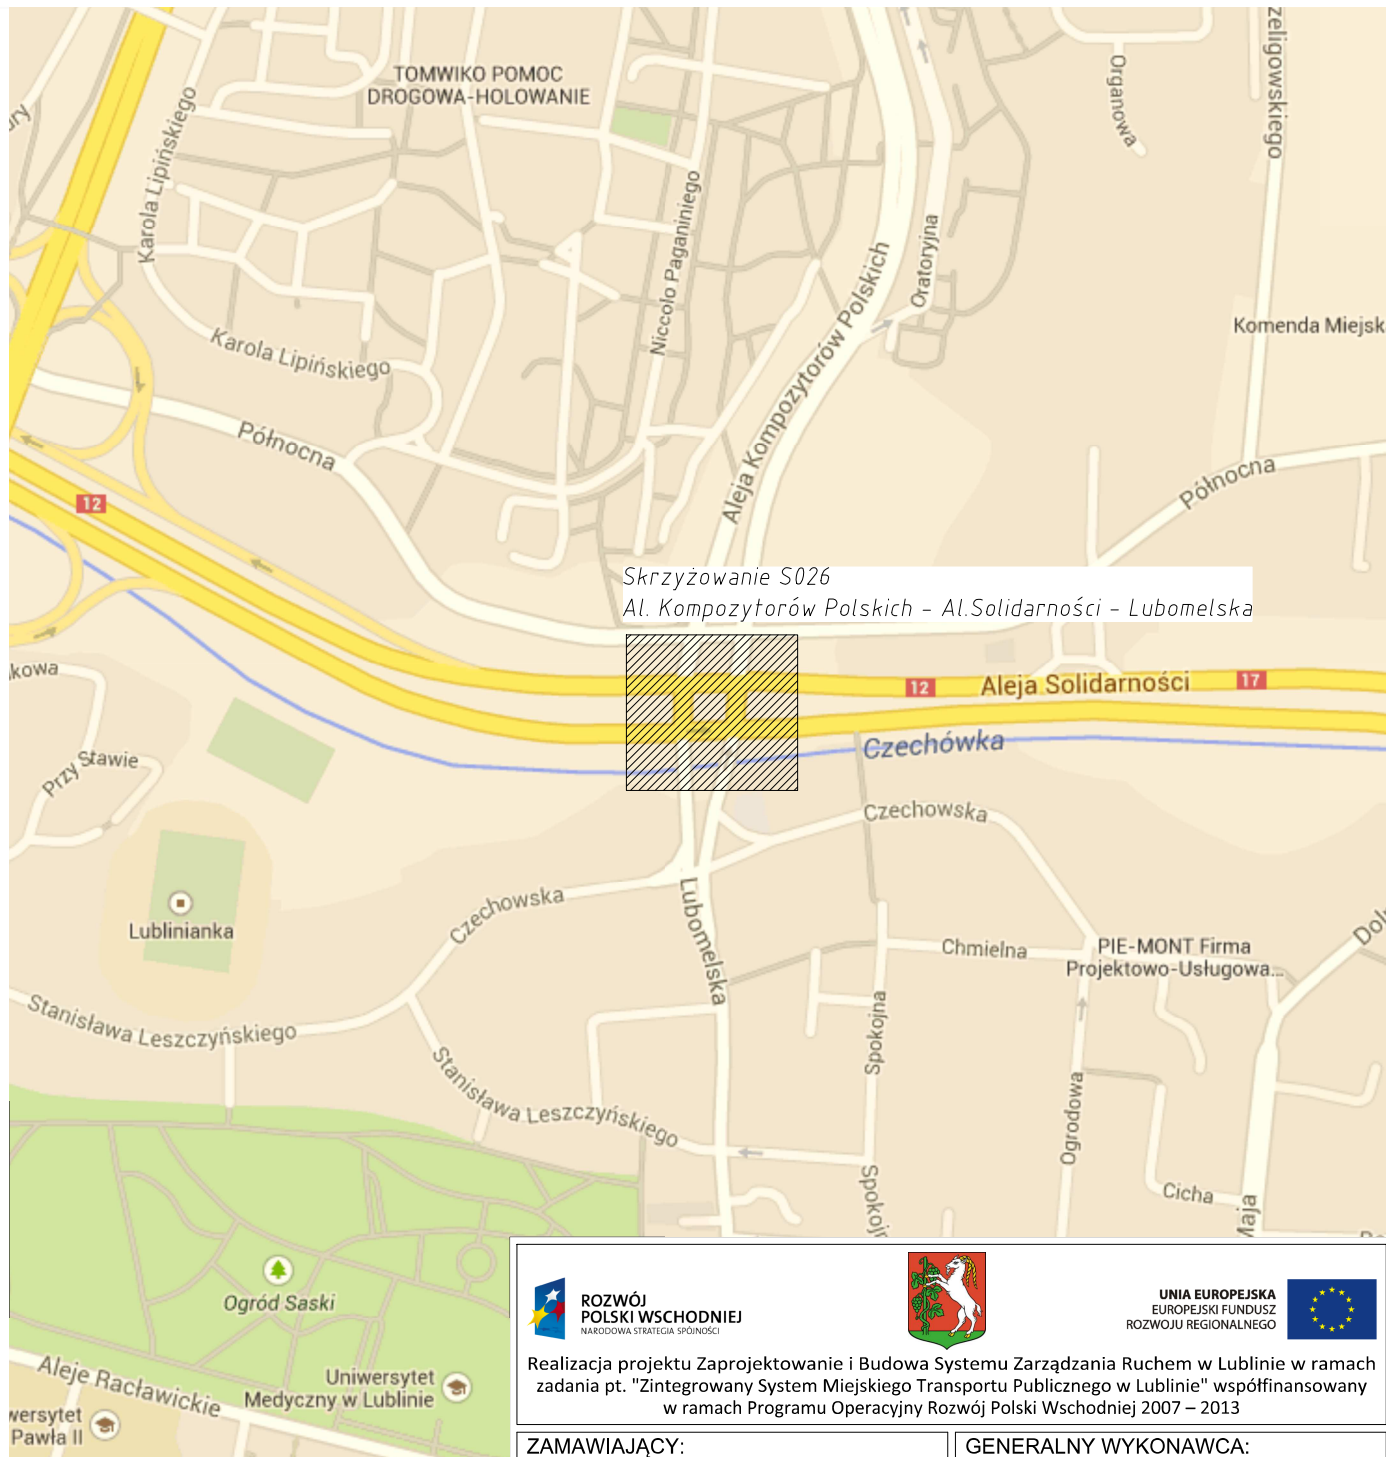 TOMWIKO POMOC
DROGOWA-HOLOWANIE
Karola Lipińskiego
Organowa
Niccolo Paganiniego
Oratoryjna
Aleja Kompozytorów Polskich
Komenda Miejsk
Karola Lipińskiego
Północna
Północna
12
Skrzyżowanie S026
Al. Kompozytorów Polskich - Al.Solidarności - Lubomelska
12
Aleja Solidarności
17
Czechówka
Przy Stawie
Czechowska
Lublinianka
Czechowska
Lubomelska
Chmielna
PIE-MONT Firma
Projektowo-Usługowa...
Stanisława Leszczyńskiego
Spokojna
Stanisława Leszczyńskiego
Ogrodowa
Cicha
Ogród Saski
Aleje Racławickie
Uniwersytet
Medyczny w Lublinie
Pawła II
ROZWÓJ
POLSKI WSCHODNIEJ
NARODOWA STRATEGIA SPÓJNOŚCI
UNIA EUROPEJSKA
EUROPEJSKI FUNDUSZ
ROZWOJU REGIONALNEGO
Realizacja projektu Zaprojektowanie i Budowa Systemu Zarządzania Ruchem w Lublinie w ramach
zadania pt. "Zintegrowany System Miejskiego Transportu Publicznego w Lublinie" współfinansowany
w ramach Programu Operacyjny Rozwój Polski Wschodniej 2007 – 2013
ZAMAWIAJĄCY:
GENERALNY WYKONAWCA: